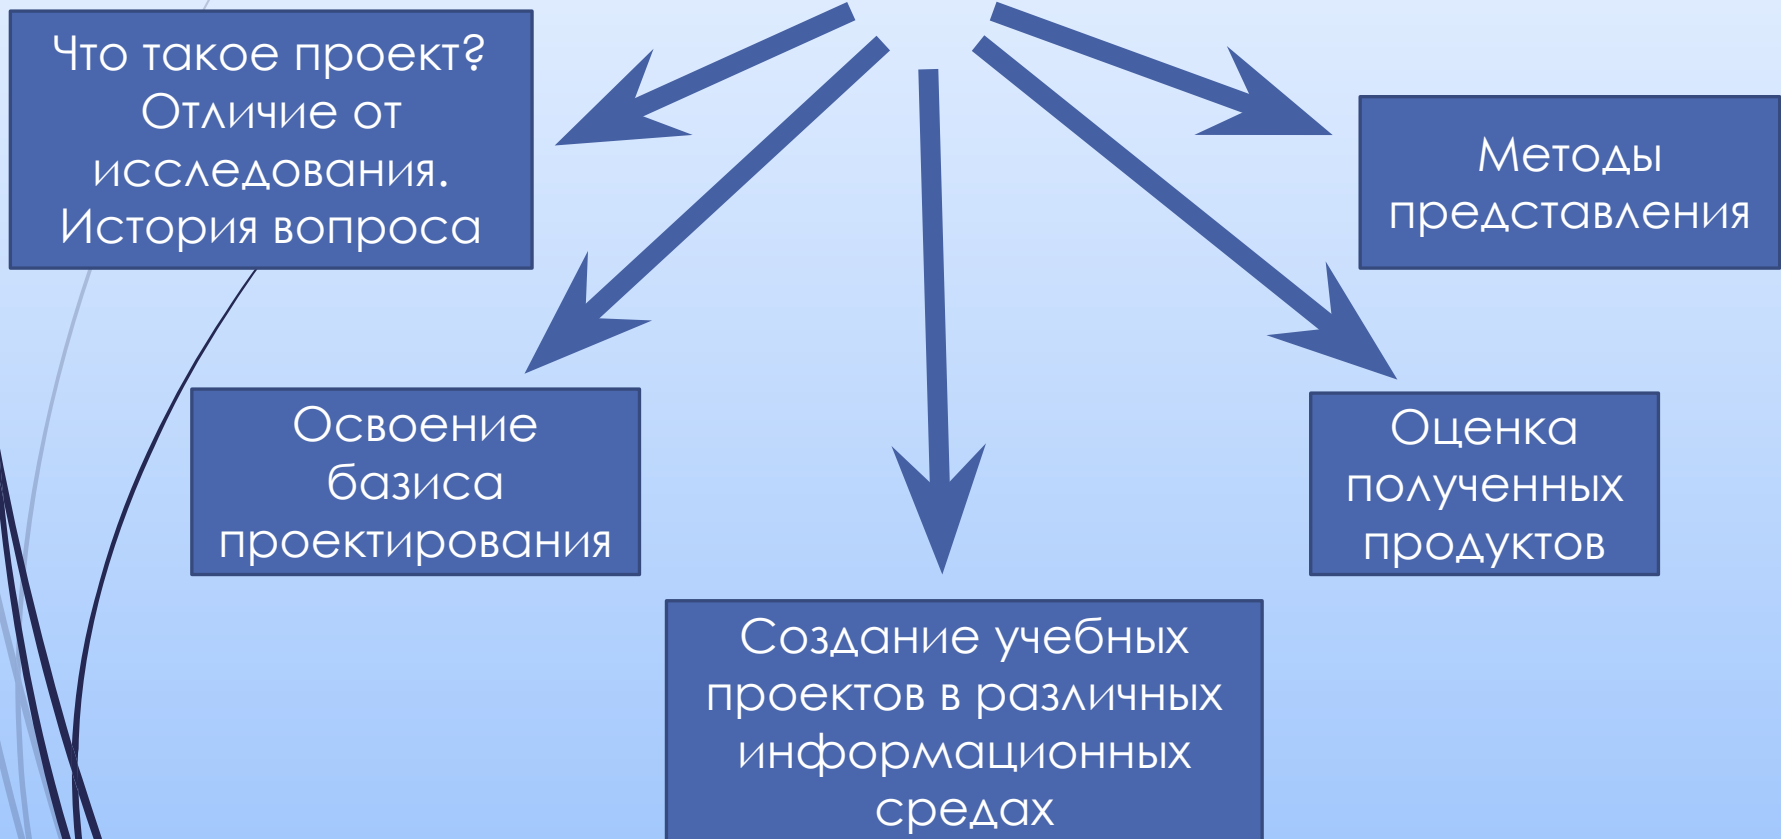 Что такое проект?
Отличие от
исследования.
История вопроса
Методы
представления
Освоение
базиса
проектирования
Оценка
полученных
продуктов
Создание учебных
проектов в различных
информационных
средах